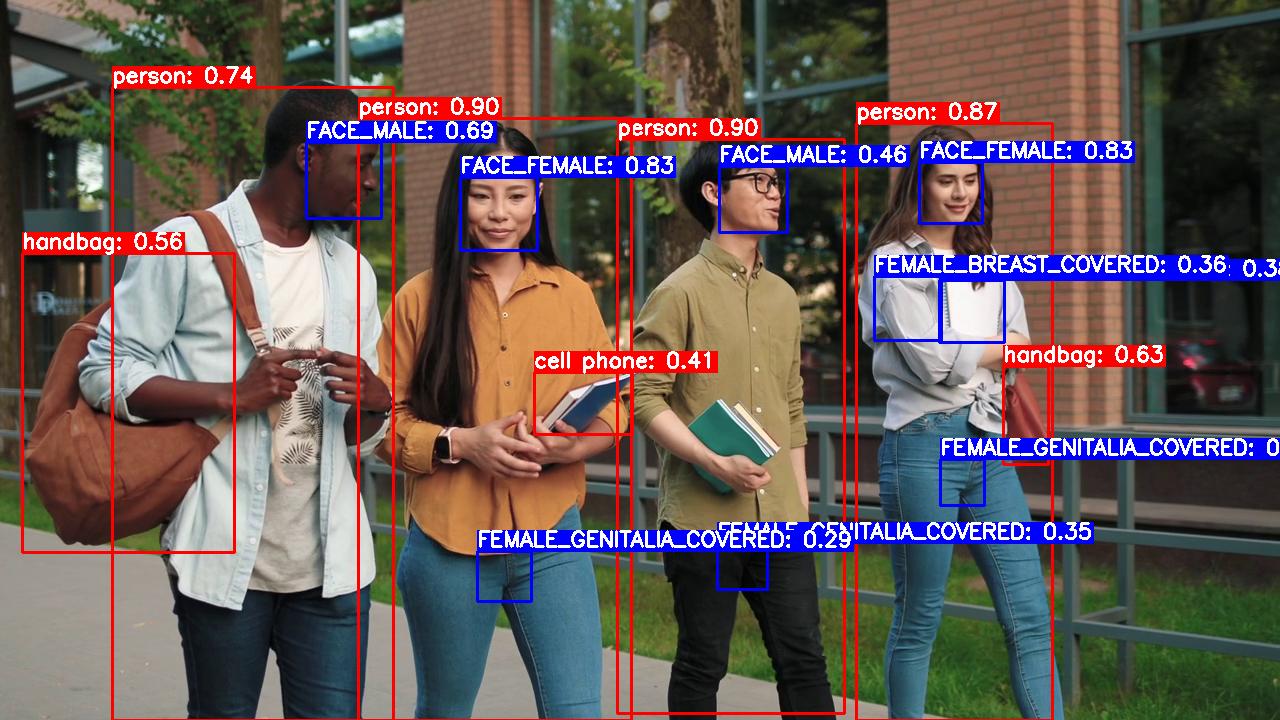 person: 0.74
person: 0.90
person: 0.87
person: 0.90
FACE_MALE: 0.69
FACE_FEMALE: 0.83
FACE_MALE: 0.46
FACE_FEMALE: 0.83
handbag: 0.56
FEMALE_BREAST_COVERED: 0.36
cell phone: 0.41
handbag: 0.63
FEMALE_GENITALIA_COVERED: 0
FEMALE_GENITALIA_COVERED: 0.29
FEMALE_GENITALIA_COVERED: 0.35